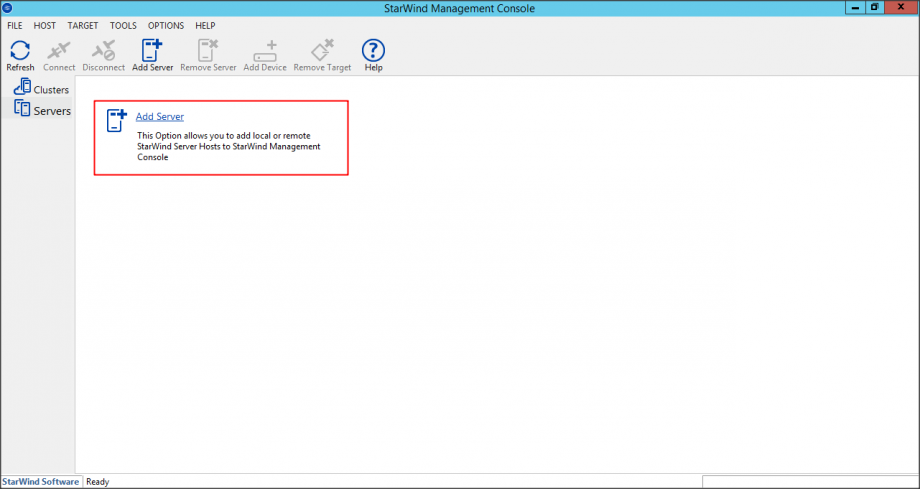 StarWind Management Console
FILE HOST TARGET TOOLS OPTIONS HELP
Refresh Connect Disconnect Add Server Remove Server Add Device Remove Target Help
Clusters
Servers
Add Server
This Option allows you to add local or remote
StarWind Server Hosts to StarWind Management
Console
StarWind Software Ready